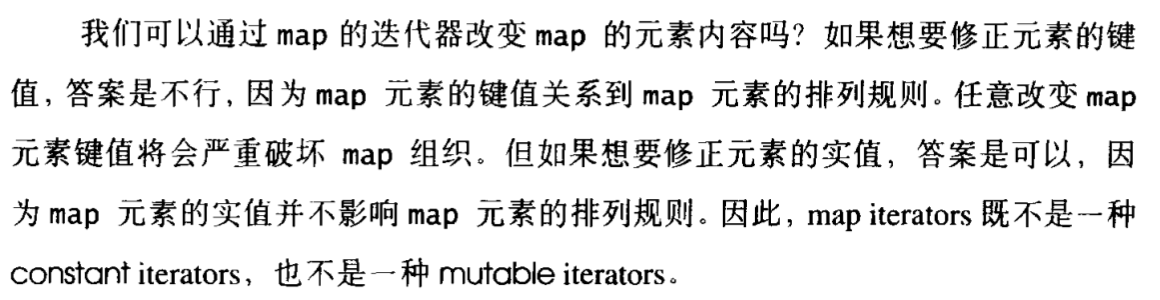 我们可以通过 map 的迭代器改变 map 的元素内容吗？如果想要修正元素的键
值，答案是不行，因为 map 元素的键值关系到 map 元素的排列规则。任意改变 map
元素键值将会严重破坏 map 组织。但如果想要修正元素的实值，答案是可以，因
为 map 元素的实值并不影响 map 元素的排列规则。因此，map iterators 既不是一种
constant iterators，也不是一种 mutable iterators。